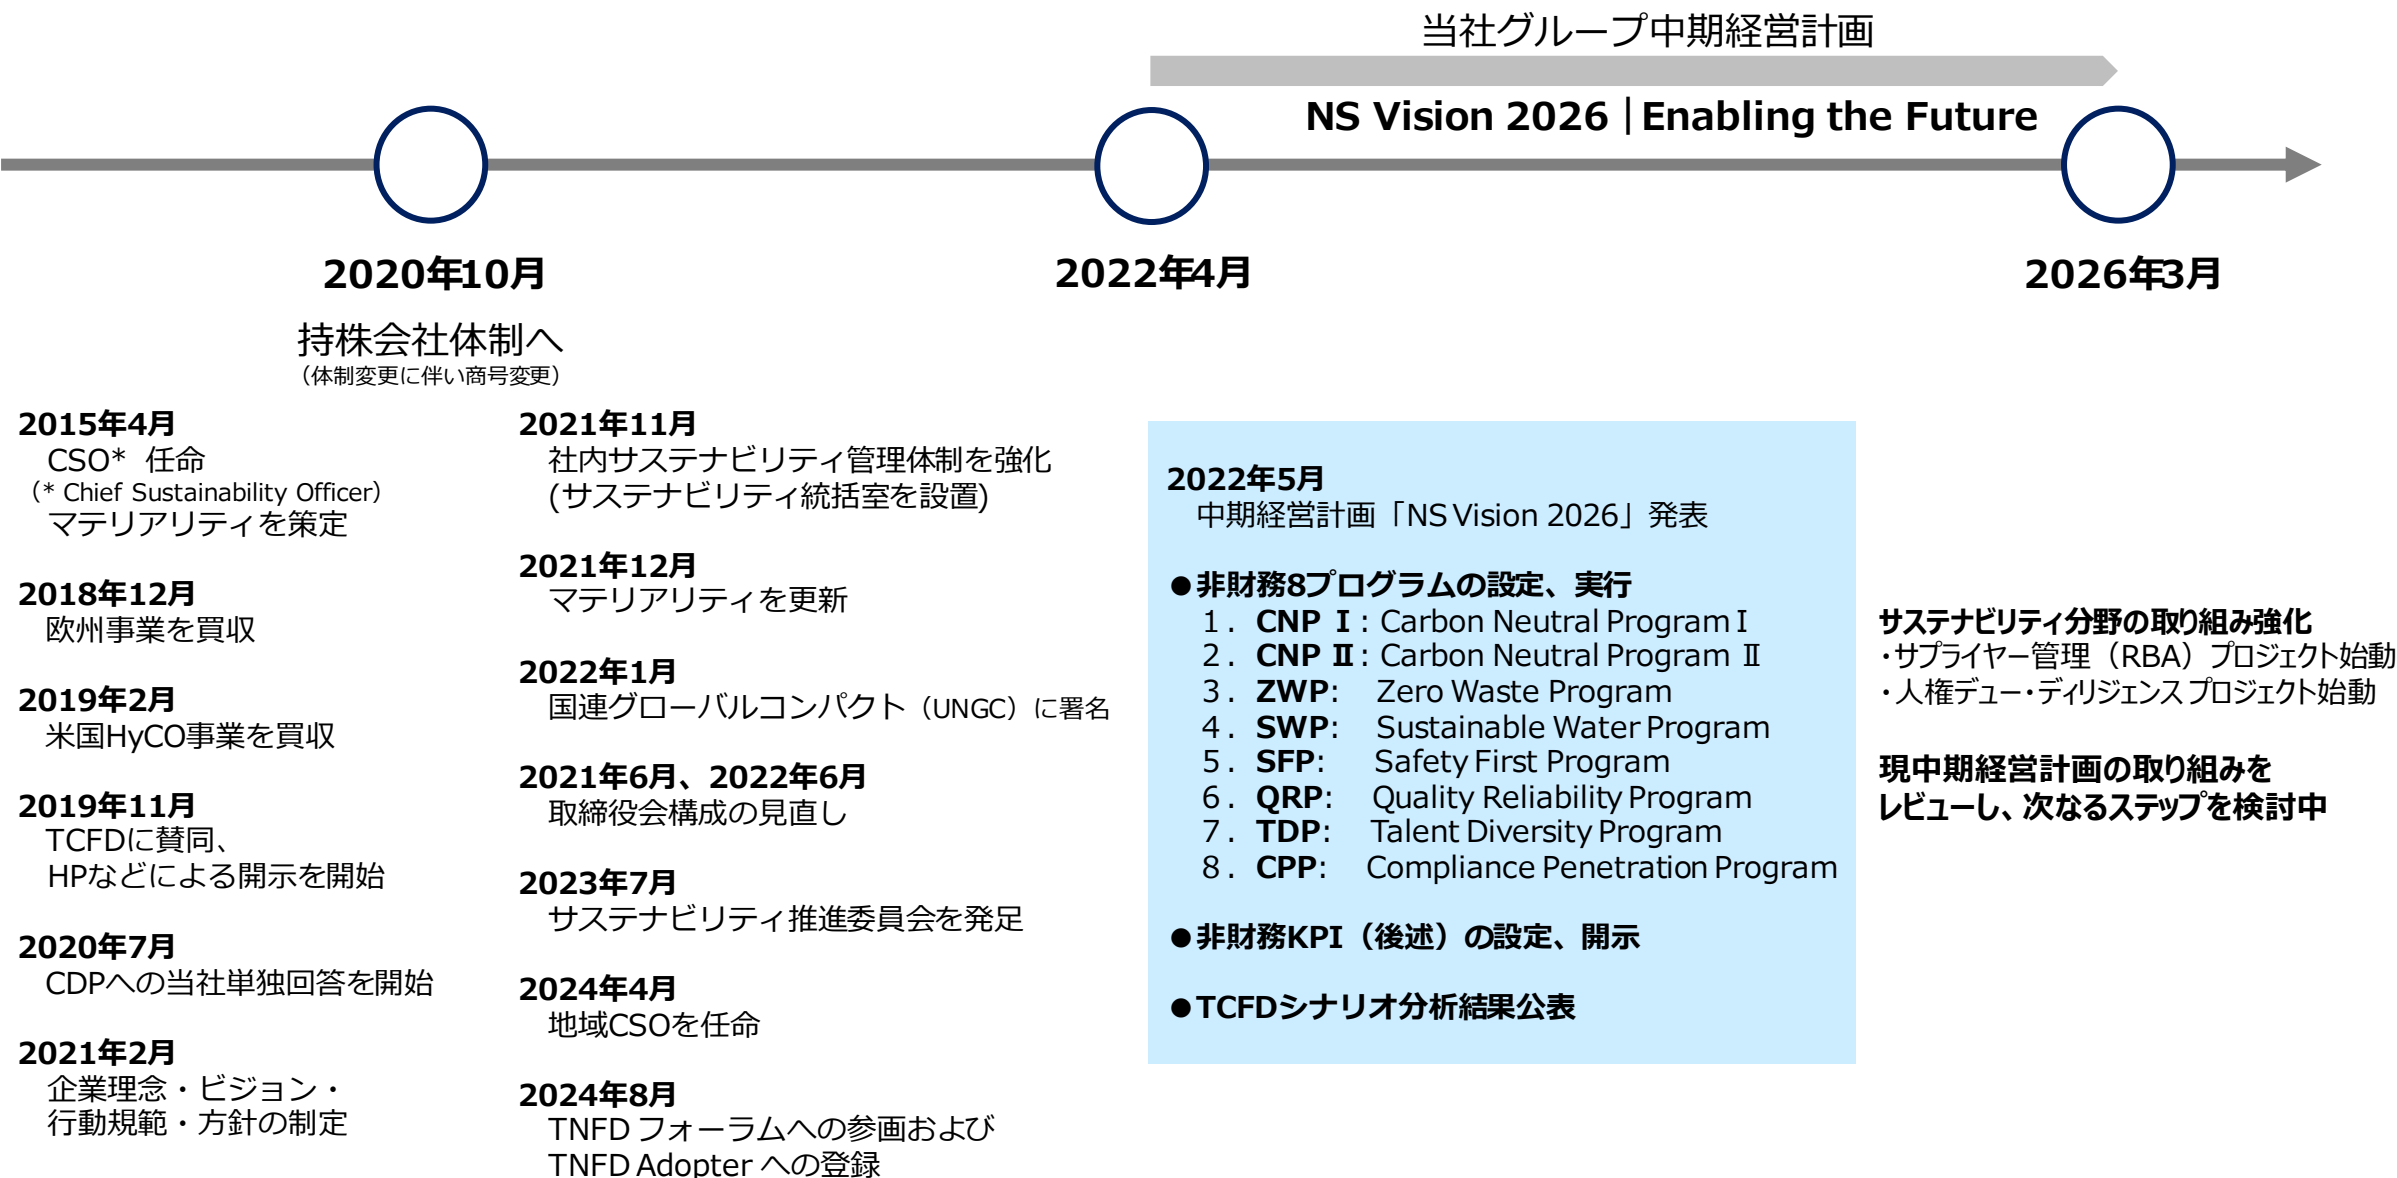 当社グループ中期経営計画
NS Vision 2026｜Enabling the Future
2020年10月
2022年4月
2026年3月
持株会社体制へ
（体制変更に伴い商号変更）
2015年4月
CSO* 任命
（* Chief Sustainability Officer）
マテリアリティを策定
2018年12月
欧州事業を買収
2019年2月
米国HyCO事業を買収
2019年11月
TCFDに賛同、
HPなどによる開示を開始
2020年7月
CDPへの当社単独回答を開始
2021年2月
企業理念・ビジョン・
行動規範・方針の制定
2021年11月
社内サステナビリティ管理体制を強化
(サステナビリティ統括室を設置)
2021年12月
マテリアリティを更新
2022年1月
国連グローバルコンパクト（UNGC）に署名
2021年6月、2022年6月
取締役会構成の見直し
2023年7月
サステナビリティ推進委員会を発足
2024年4月
地域CSOを任命
2024年8月
TNFD フォーラムへの参画および
TNFD Adopter への登録
2022年5月
中期経営計画「NS Vision 2026」発表
●非財務8プログラムの設定、実行
１．CNP Ⅰ：Carbon Neutral Program Ⅰ
２．CNP Ⅱ：Carbon Neutral Program Ⅱ
３．ZWP: Zero Waste Program
４．SWP: Sustainable Water Program
５．SFP: Safety First Program
６．QRP: Quality Reliability Program
７．TDP: Talent Diversity Program
８．CPP: Compliance Penetration Program
●非財務KPI（後述）の設定、開示
●TCFDシナリオ分析結果公表
サステナビリティ分野の取り組み強化
・サプライヤー管理（RBA）プロジェクト始動
・人権デュー・ディリジェンス プロジェクト始動
現中期経営計画の取り組みを
レビューし、次なるステップを検討中